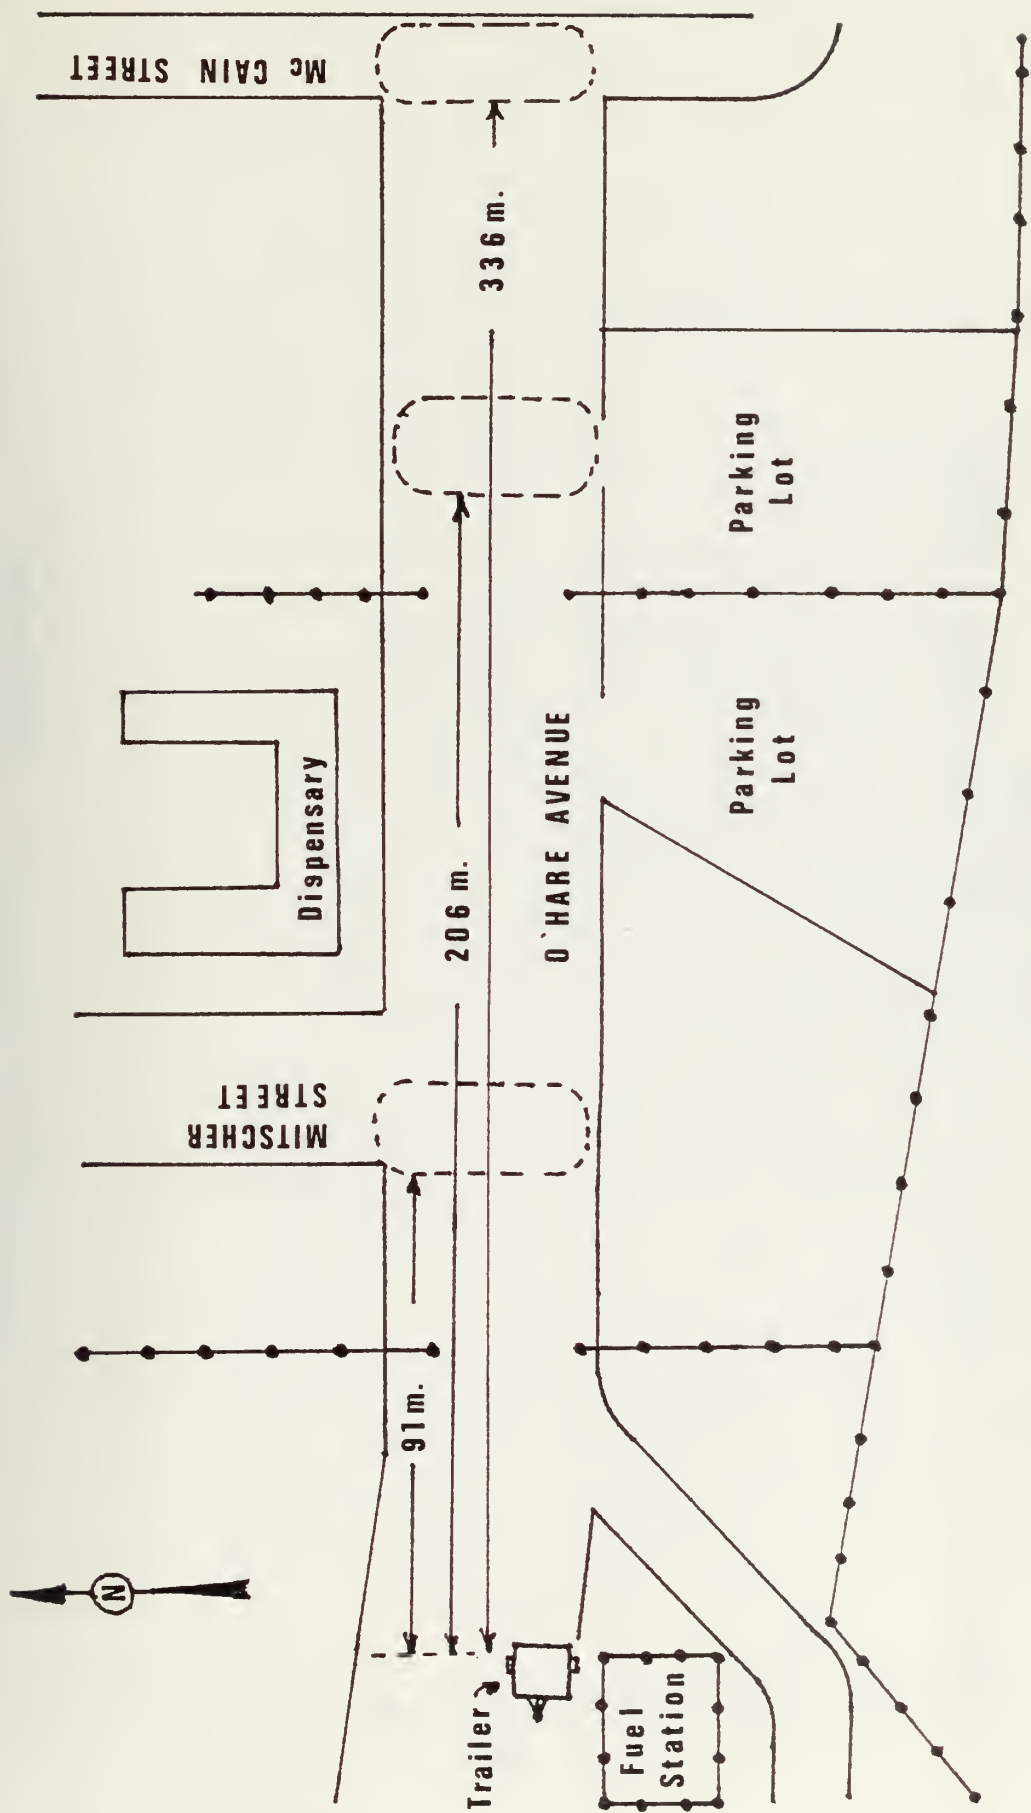 Mc CAIN STREET
336 m.
Parking
Lot
Dispensary
206 m.
O'HARE AVENUE
Parking
Lot
MITSCHER
STREET
91 m.
N
Trailer
Fuel
Station